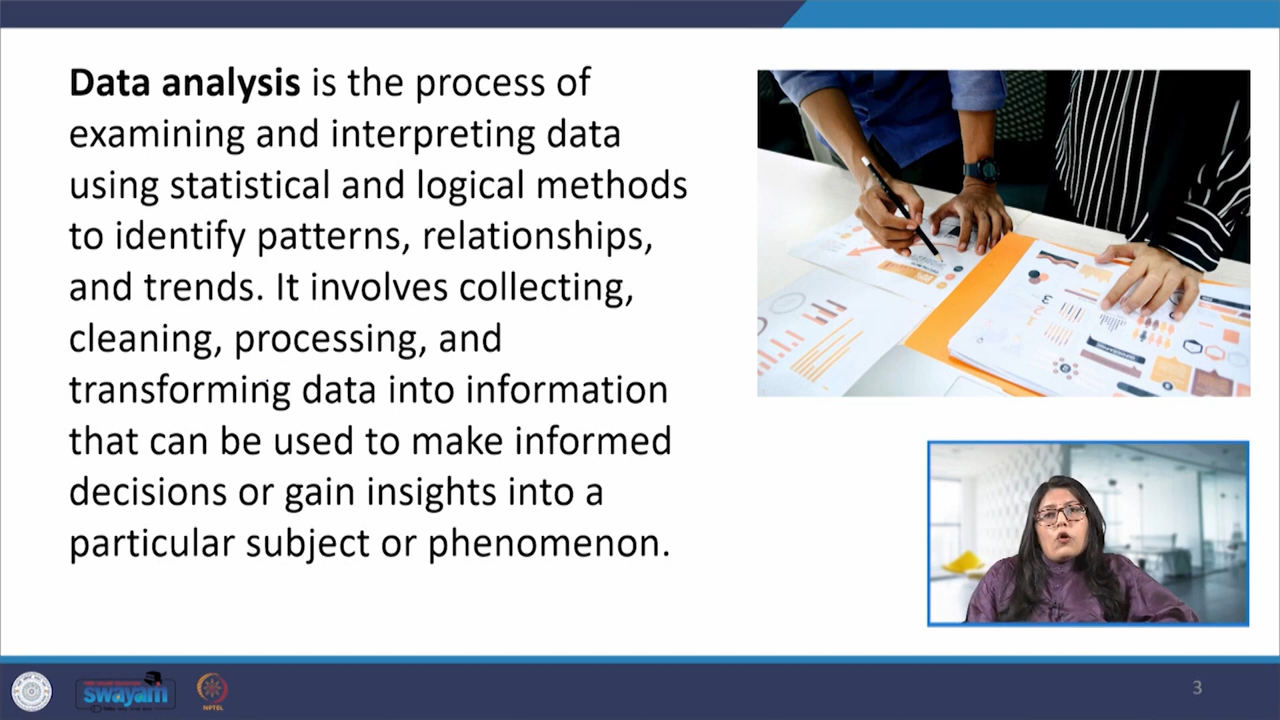 Data analysis is the process of
examining and interpreting data
using statistical and logical methods
to identify patterns, relationships,
and trends. It involves collecting,
cleaning, processing, and
transforming data into information
that can be used to make informed
decisions or gain insights into a
particular subject or phenomenon.
swayam
NPTEL
3